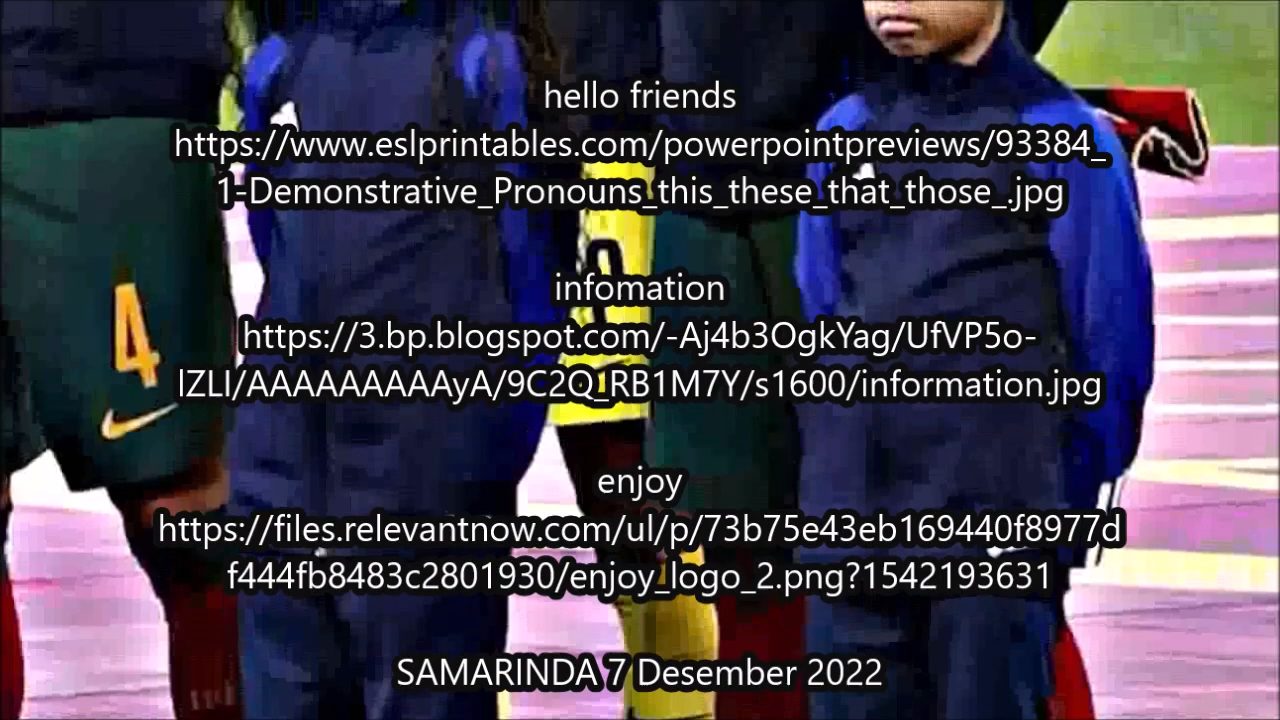 hello friends
https://www.eslprintables.com/powerpointpreviews/93384_
1-Demonstrative_Pronouns_this_these_that_those_.jpg
infomation
https://3.bp.blogspot.com/-Aj4b3OgkYag/UfVP5o-
lZLI/AAAAAAAAAyA/9C2Q_RB1M7Y/s1600/information.jpg
enjoy
https://files.relevantnow.com/ul/p/73b75e43eb169440f8977d
f444fb8483c2801930/enjoy_logo_2.png?1542193631
SAMARINDA 7 Desember 2022
4